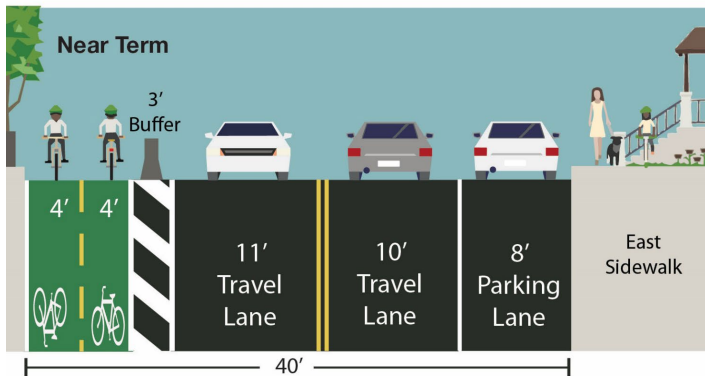 Near Term
3’
Buffer
4’ 4’
11’
Travel
Lane
10’
Travel
Lane
8’
Parking
Lane
East
Sidewalk
40’